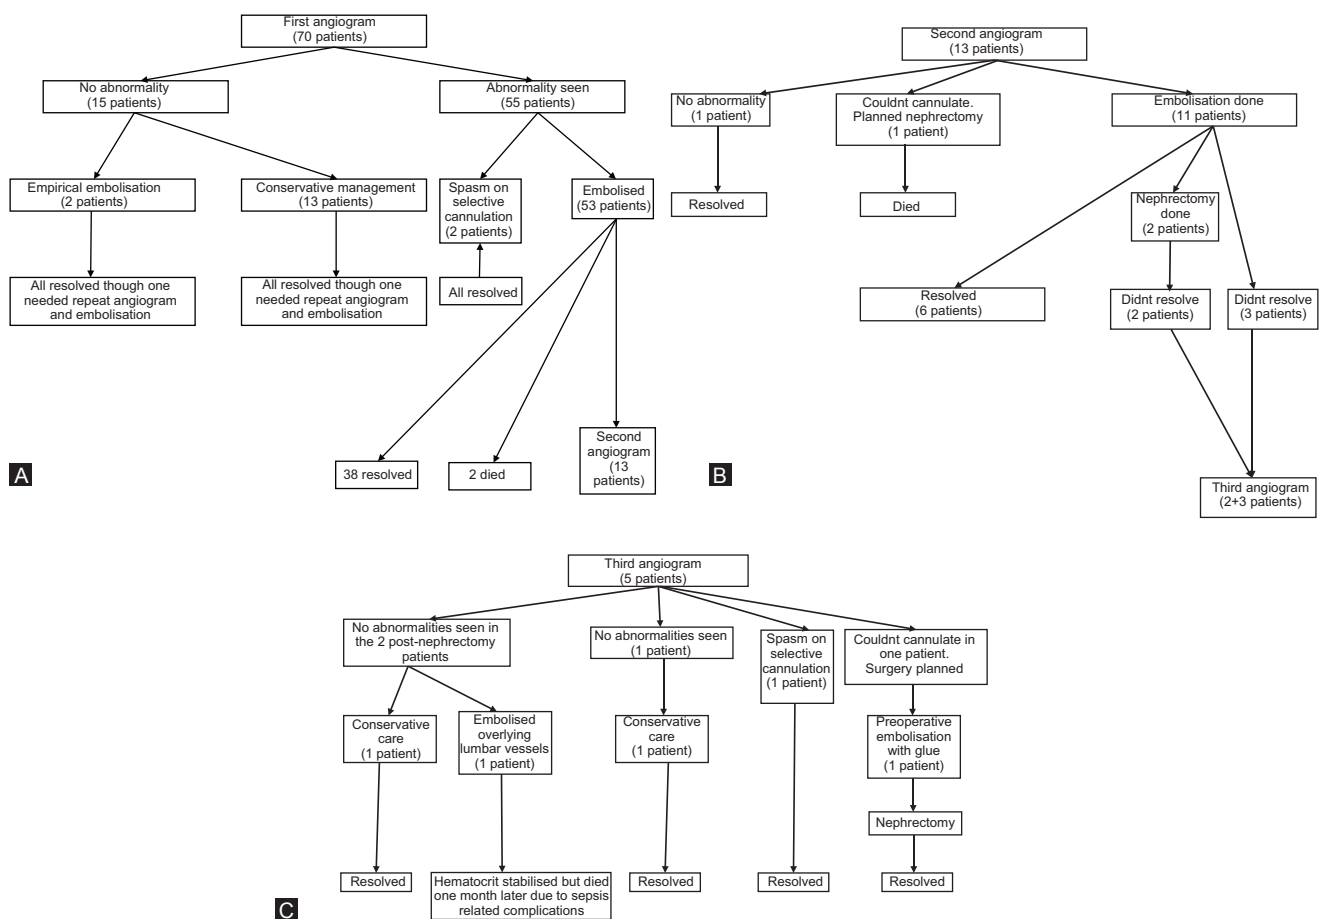 First angiogram
(70 patients)
No abnormality
(15 patients)
Abnormality seen
(55 patients)
Empirical embolisation
(2 patients)
Conservative management
(13 patients)
Spasm on
selective
cannulation
(2 patients)
Embolised
(53 patients)
All resolved though one
needed repeat angiogram
and embolisation
All resolved though one
needed repeat angiogram
and embolisation
All resolved
38 resolved
2 died
Second
angiogram
(13
patients)
A
Second angiogram
(13 patients)
No abnormality
(1 patient)
Couldnt cannulate.
Planned nephrectomy
(1 patient)
Embolisation done
(11 patients)
Resolved
Died
Nephrectomy
done
(2 patients)
Resolved
(6 patients)
Didnt resolve
(2 patients)
Didnt resolve
(3 patients)
Third angiogram
(2+3 patients)
B
Third angiogram
(5 patients)
No abnormalities seen in
the 2 post-nephrectomy
patients
No abnormalities seen
(1 patient)
Spasm on
selective
cannulation
(1 patient)
Couldnt cannulate in
one patient.
Surgery planned
Conservative
care
(1 patient)
Embolised
overlying
lumbar vessels
(1 patient)
Conservative
care
(1 patient)
Preoperative
embolisation
with glue
(1 patient)
Nephrectomy
Resolved
Hematocrit stabilised but died
one month later due to sepsis
related complications
Resolved
Resolved
Resolved
C